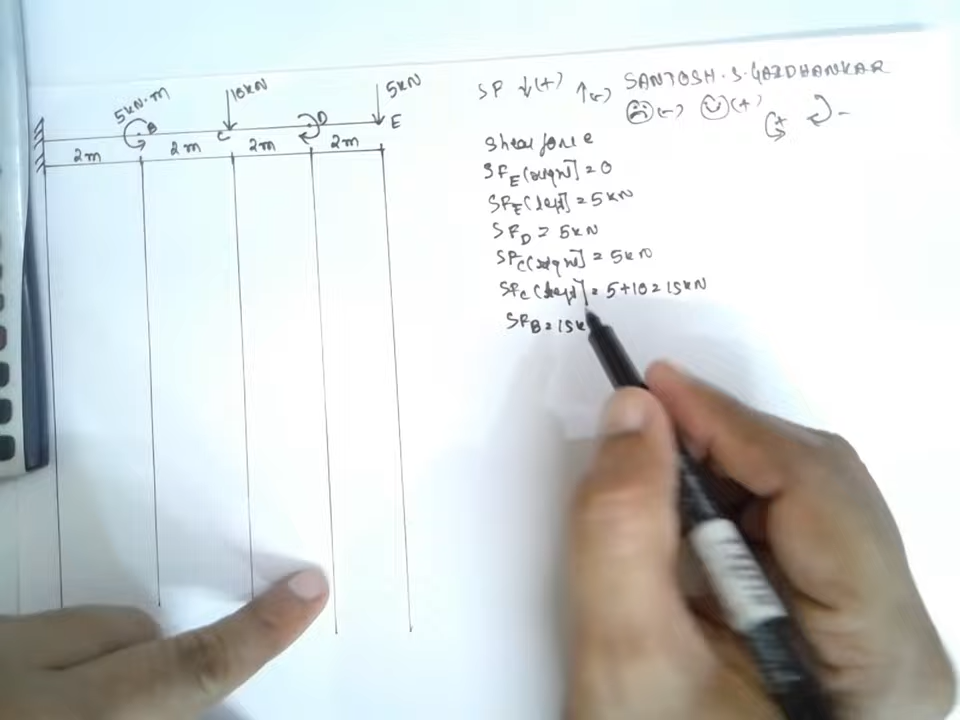 5kN.m
10kN
5kN
B
C
D
E
2m
2m
2m
2m
SF ↓(+) ↑(-)
SANTOSH.S.GAIDHANKAR
(-) (+)
+ -
Shear force
SFE(right] = 0
SFE(left] = 5kN
SFD = 5kN
SFC(right] = 5kN
SFC(left] = 5+10=15kN
SFB=15k